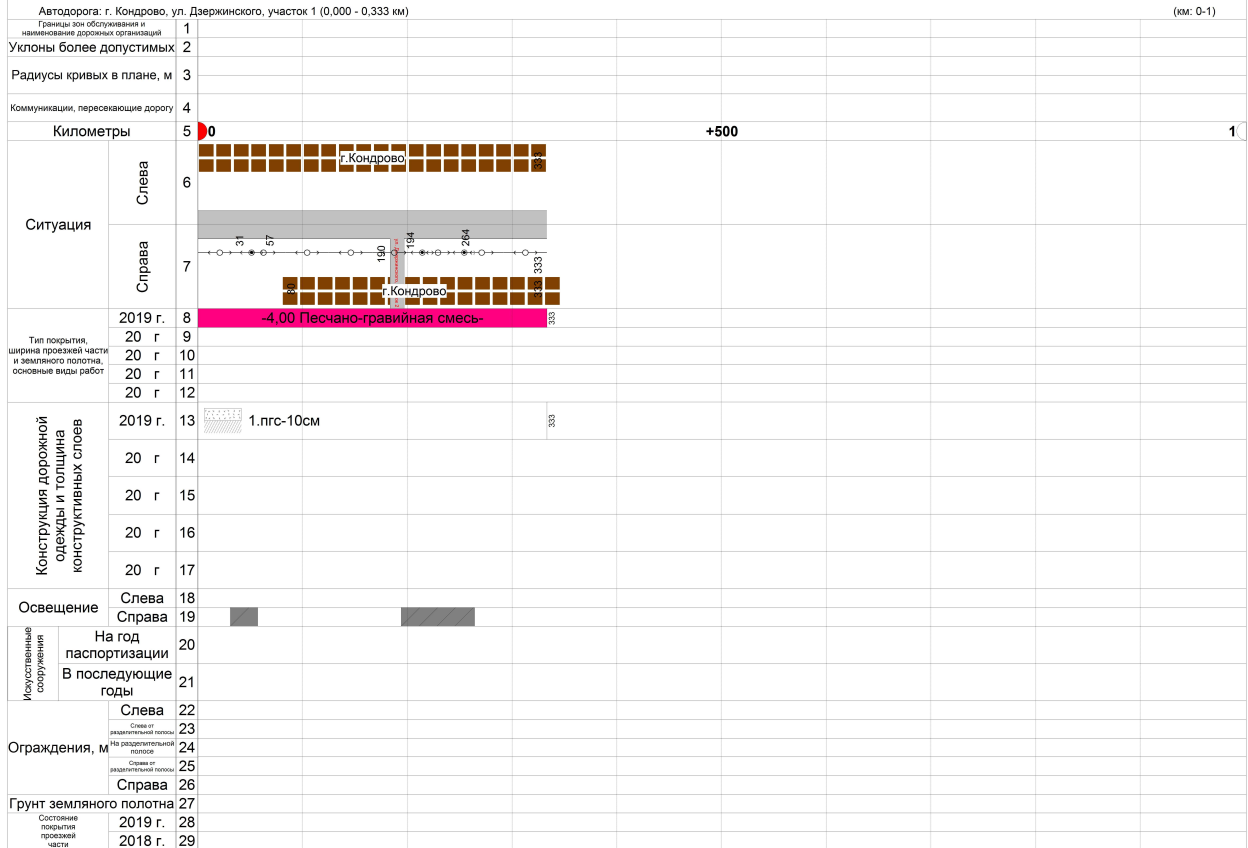 Автодорога: г. Кондрово, ул. Дзержинского, участок 1 (0,000 - 0,333 км)
(км: 0-1)
Границы зон обслуживания и
наименование дорожных организаций
1
Уклоны более допустимых 2
Радиусы кривых в плане, м 3
Коммуникации, пересекающие дорогу 4
Километры 5
0
+500
1
Ситуация
Слева
6
г.Кондрово
333
Справа
7
31
57
190
194
264
333
80
г.Кондрово
333
Тип покрытия,
ширина проезжей части
и земляного полотна,
основные виды работ
2019 г. 8
-4,00 Песчано-гравийная смесь-
333
20 г 9
20 г 10
20 г 11
20 г 12
Конструкция дорожной
одежды и толщина
конструктивных слоев
2019 г. 13
1.пгс-10см
333
20 г 14
20 г 15
20 г 16
20 г 17
Освещение
Слева 18
Справа 19
Искусственные
сооружения
На год
паспортизации
20
В последующие
годы
21
Ограждения, м
Слева 22
Слева от
разделительной полосы
23
На разделительной
полосе
24
Справа от
разделительной полосы
25
Справа 26
Грунт земляного полотна 27
Состояние
покрытия
проезжей
части
2019 г. 28
2018 г. 29